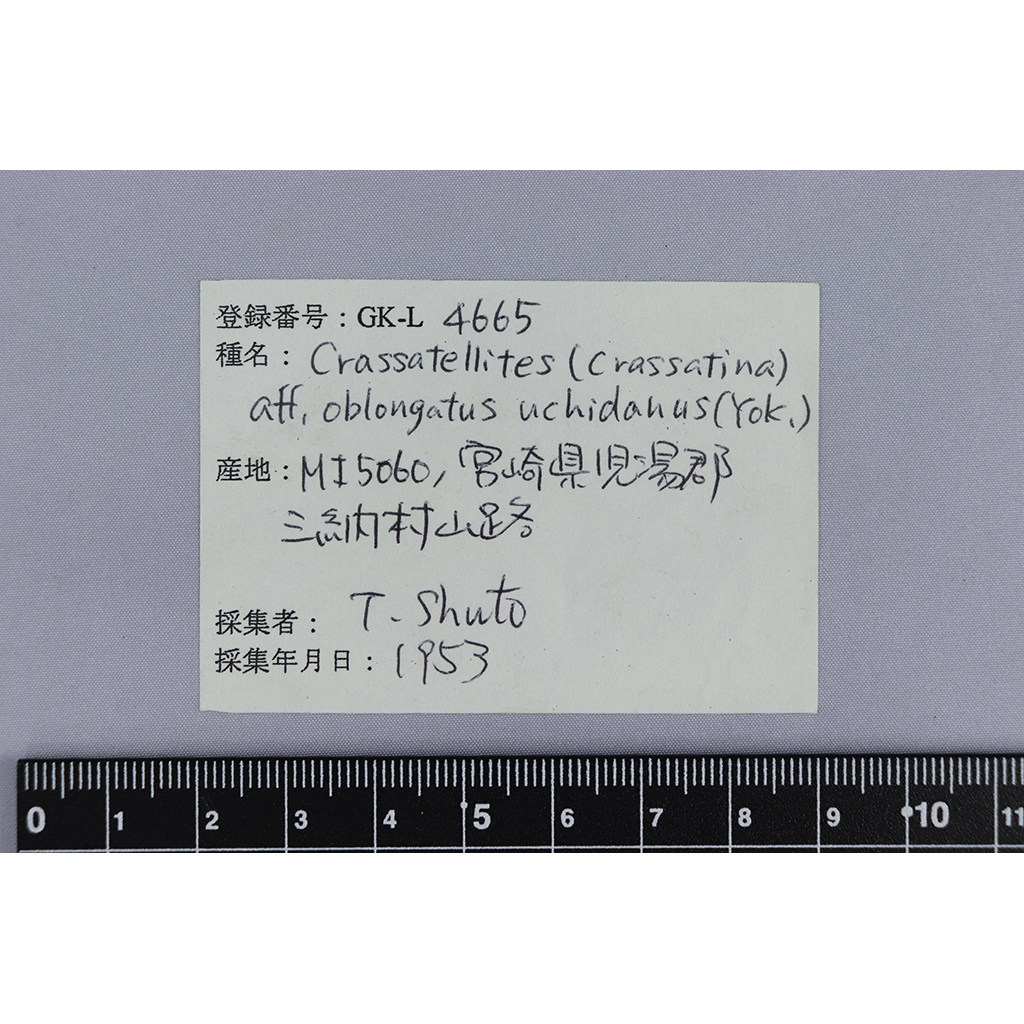 登録番号：GK-L 4665
種名：Crassatellites (Crassatina)
aff. oblongatus uchidanus (Yok.)
産地：MI5060, 宮崎県児湯郡
三納村山路
採集者：T. Shuto
採集年月日：1953
0 1 2 3 4 5 6 7 8 9 10 11